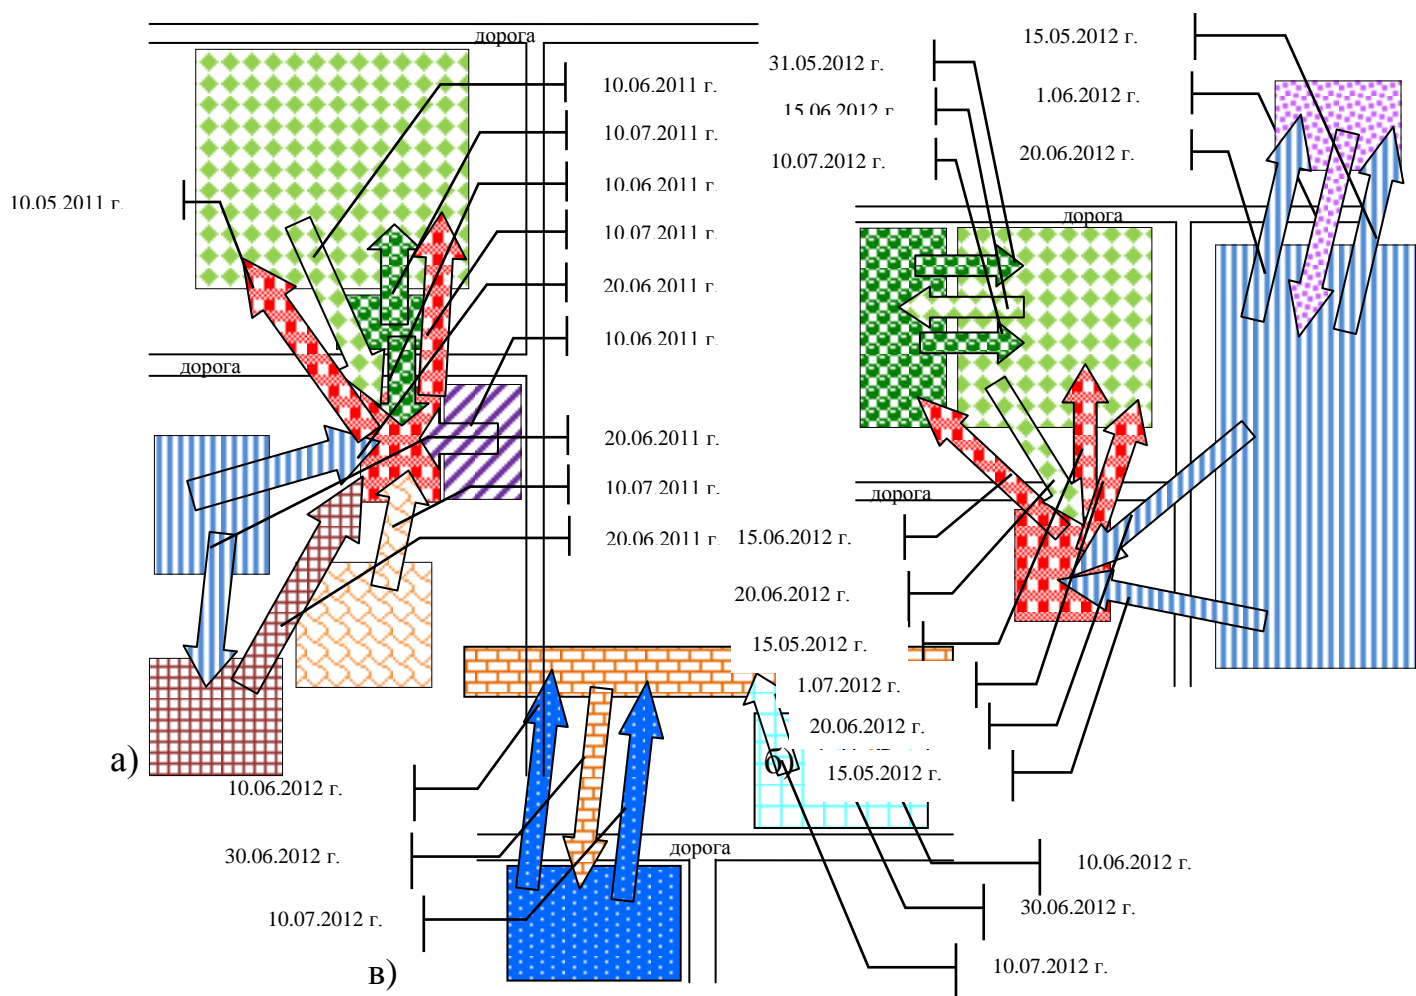 дорога
10.06.2011 г.
10.07.2011 г.
10.06.2011 г.
10.05.2011 г.
10.07.2011 г.
20.06.2011 г.
10.06.2011 г.
дорога
20.06.2011 г.
10.07.2011 г.
20.06.2011 г.
а)
15.05.2012 г.
31.05.2012 г.
1.06.2012 г.
15.06.2012 г
20.06.2012 г.
10.07.2012 г.
дорога
дорога
15.06.2012 г.
20.06.2012 г.
15.05.2012 г.
1.07.2012 г.
20.06.2012 г.
15.05.2012 г.
б)
10.06.2012 г.
30.06.2012 г.
10.07.2012 г.
дорога
10.06.2012 г.
30.06.2012 г.
10.07.2012 г.
в)